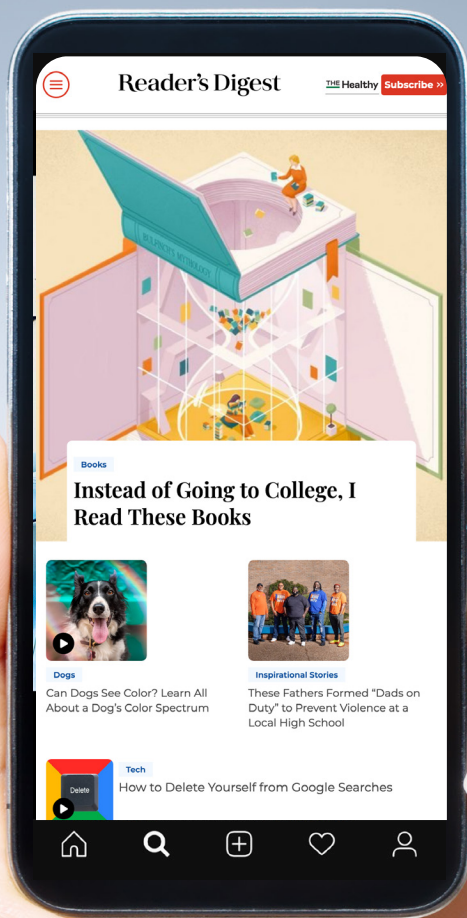 Reader's Digest
THE Healthy
Subscribe »
BULFINCH'S MYTHOLOGY
Books
Instead of Going to College, I
Read These Books
Dogs
Can Dogs See Color? Learn All
About a Dog's Color Spectrum
Inspirational Stories
These Fathers Formed “Dads on
Duty” to Prevent Violence at a
Local High School
Delete
Tech
How to Delete Yourself from Google Searches